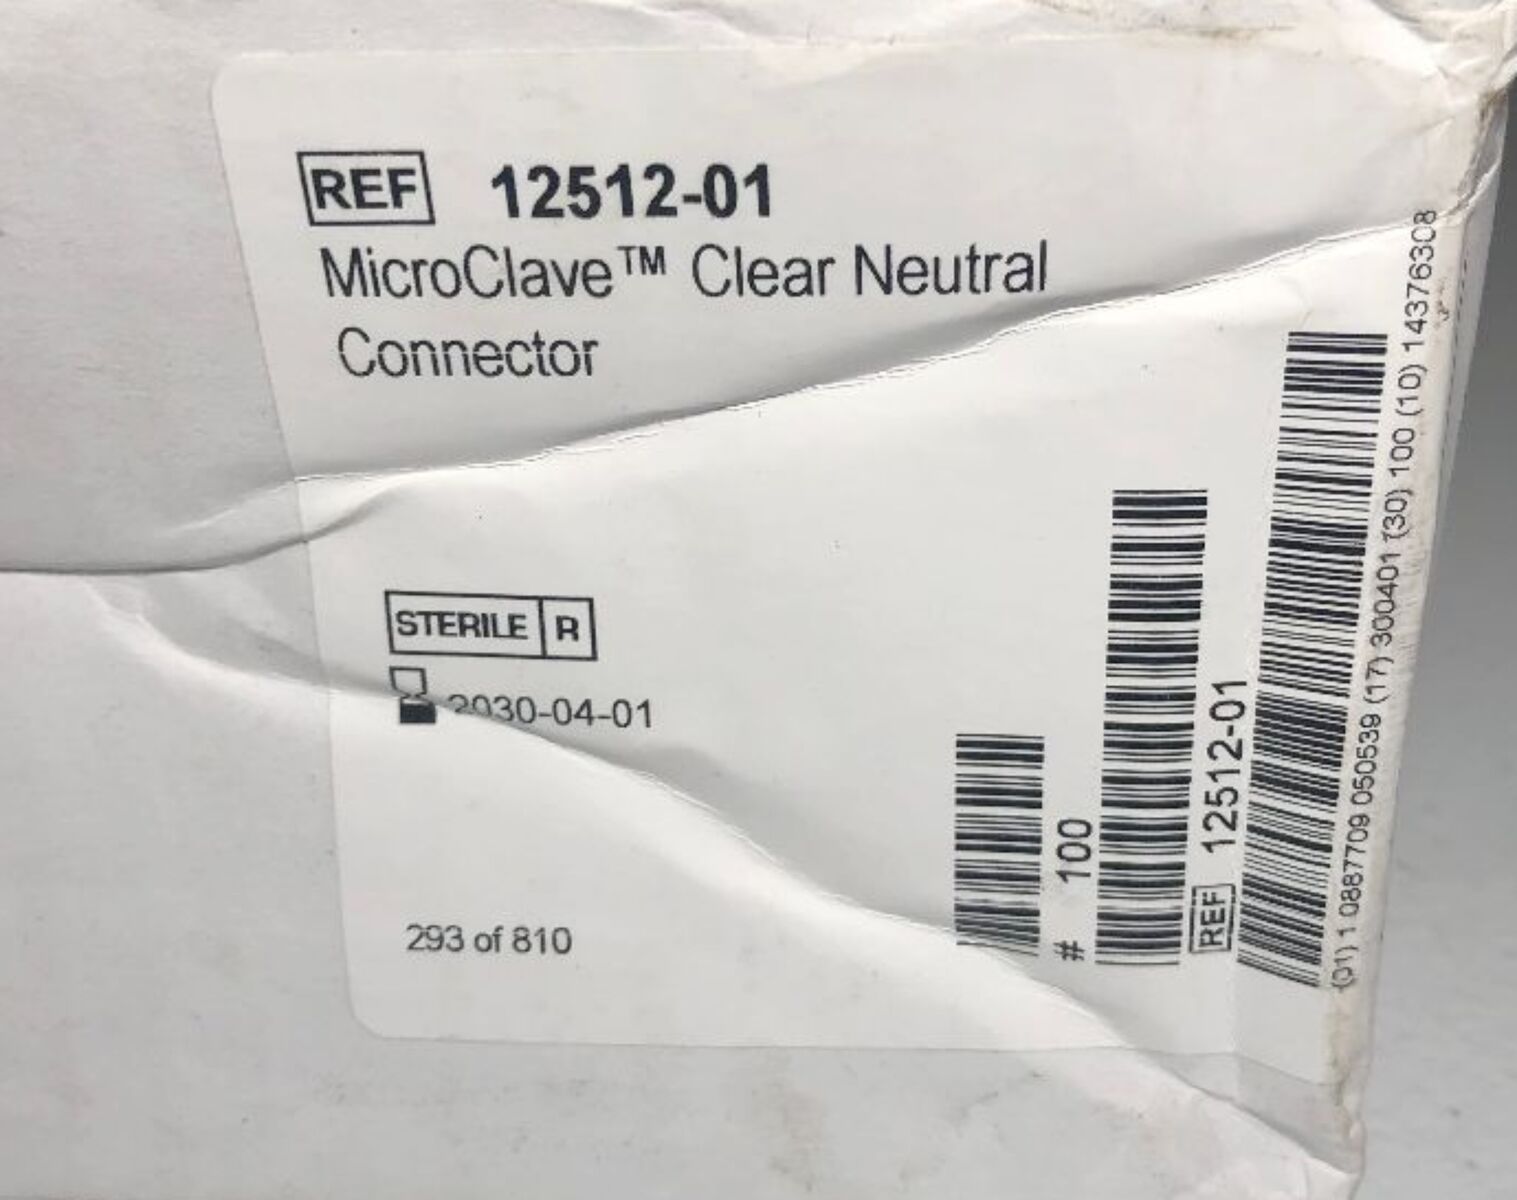 REF 12512-01
MicroClave™ Clear Neutral
Connector
STERILE R
2030-04-01
293 of 810
# 100
REF 12512-01
(01) 1 0887709 050539 (17) 300401 (30) 100 (10) 14376308